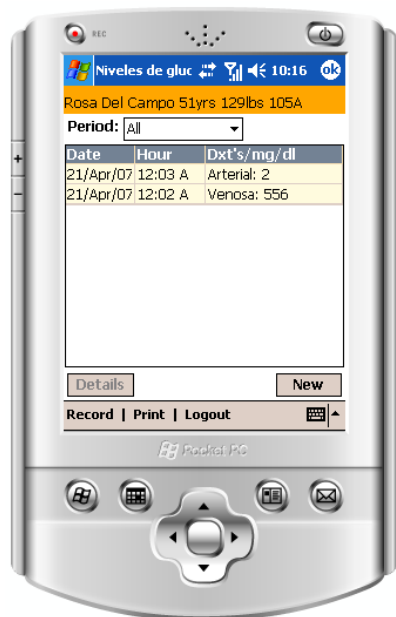 REC
Niveles de gluc 10:16 ok
Rosa Del Campo 51yrs 129lbs 105A
Period: All
Date Hour Dxt's/mg/dl
21/Apr/07 12:03 A Arterial: 2
21/Apr/07 12:02 A Venosa: 556
Details New
Record | Print | Logout
Pocket PC
+
-